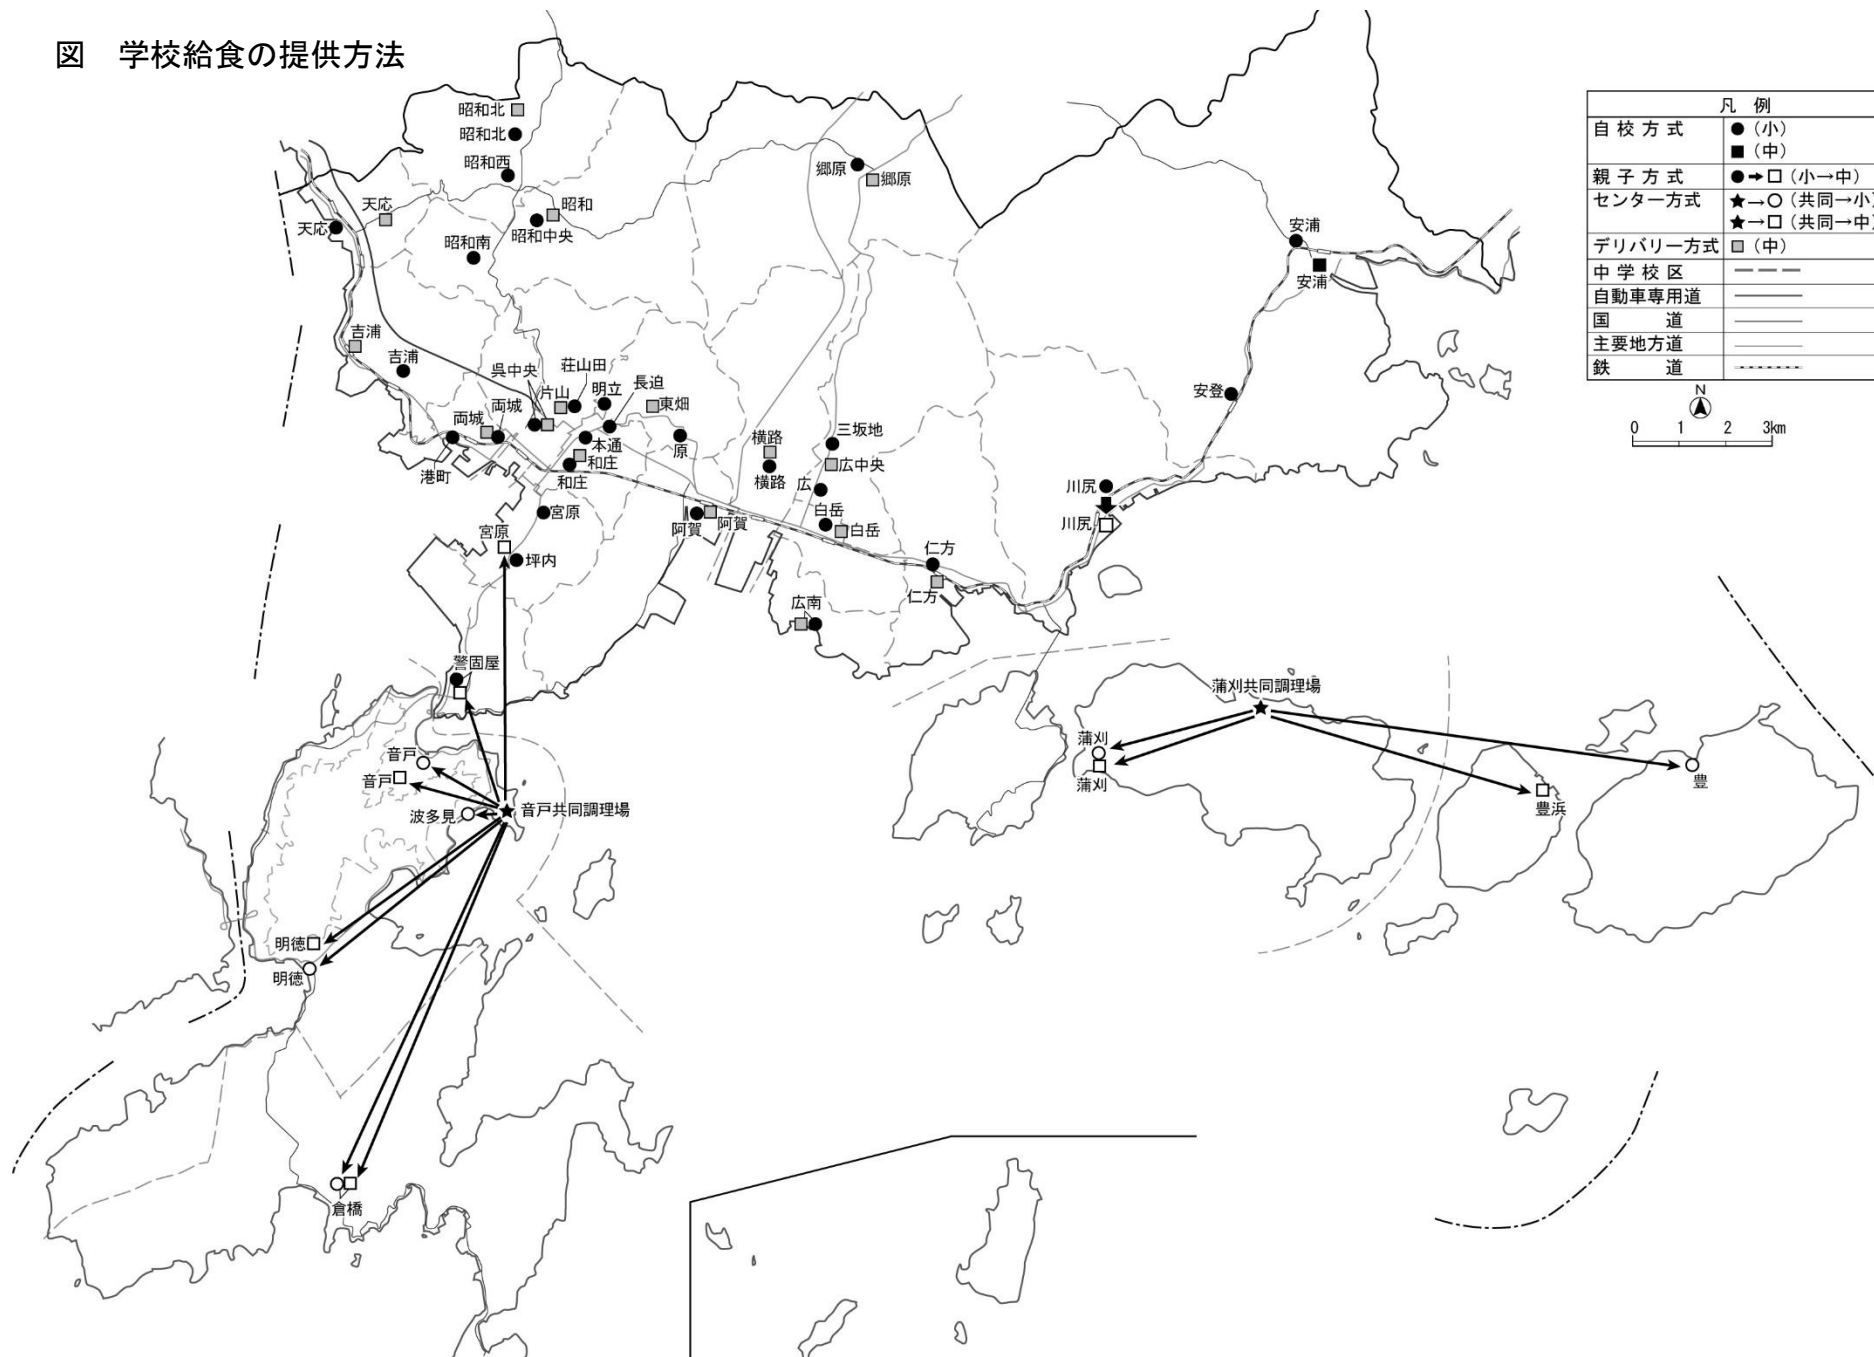 図　学校給食の提供方法
凡　例
自校方式 ●（小）
■（中）
親子方式 ●➡□（小→中）
センター方式 ★→○（共同→小）
★→□（共同→中）
デリバリー方式 ■（中）
中学校区
自動車専用道
国　道
主要地方道
鉄　道
N
0 1 2 3km
昭和北
昭和北
昭和西
郷原
郷原
天応
天応
昭和
昭和中央
昭和南
安浦
安浦
吉浦
吉浦
呉中央
荘山田
片山
明立
長迫
東畑
安登
両城
両城
港町
本通
和庄
和庄
原
横路
横路
三坂地
広中央
広
白岳
白岳
川尻
川尻
宮原
宮原
阿賀
阿賀
坪内
仁方
仁方
広南
警固屋
蒲刈共同調理場
音戸
音戸
蒲刈
蒲刈
豊
豊浜
波多見
音戸共同調理場
明徳
明徳
倉橋